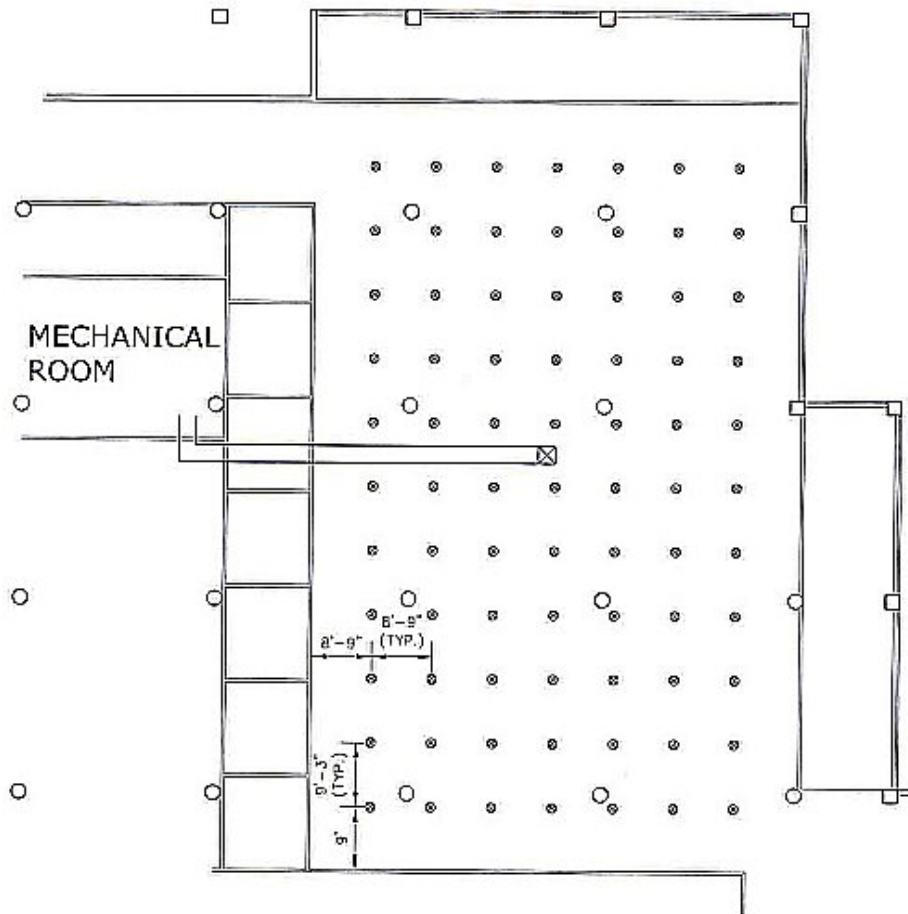 MECHANICAL
ROOM
8'-9"
8'-9"
(TYP.)
9'-3"
(TYP.)
9"